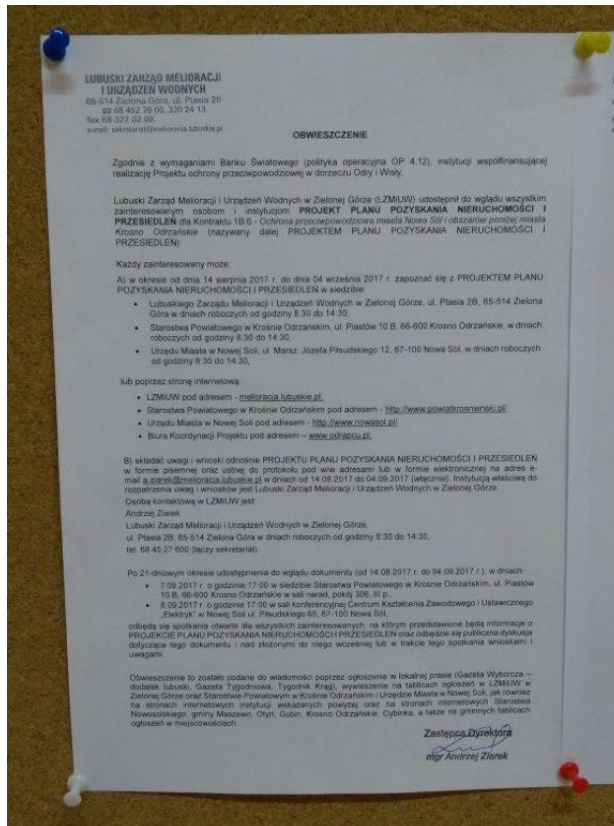 LUBUSKI ZARZĄD MELIORACJI
I URZĄDZEŃ WODNYCH
65-514 Zielona Góra, ul. Ptasia 2B
☎ 68 452 76 00, 320 24 13
fax 68 327 02 08,
e-mail: sekretariat@melioracja.lubuskie.pl
OBWIESZCZENIE
Zgodnie z wymaganiami Banku Światowego (polityka operacyjna OP 4.12), instytucji współfinansującej
realizację Projektu ochrony przeciwpowodziowej w dorzeczu Odry i Wisły.
Lubuski Zarząd Melioracji i Urządzeń Wodnych w Zielonej Górze (LZMiUW) udostępnił do wglądu wszystkim
zainteresowanym osobom i instytucjom PROJEKT PLANU POZYSKANIA NIERUCHOMOŚCI I
PRZESIEDLEŃ dla Kontraktu 1B.6 - Ochrona przeciwpowodziowa miasta Nowa Sól i obszarów poniżej miasta
Krosno Odrzańskie (nazywany dalej PROJEKTEM PLANU POZYSKANIA NIERUCHOMOŚCI I
PRZESIEDLEŃ)
Każdy zainteresowany może:
A) w okresie od dnia 14 sierpnia 2017 r. do dnia 04 września 2017 r. zapoznać się z PROJEKTEM PLANU
POZYSKANIA NIERUCHOMOŚCI I PRZESIEDLEŃ w siedzibie:
• Lubuskiego Zarządu Melioracji i Urządzeń Wodnych w Zielonej Górze, ul. Ptasia 2B, 65-514 Zielona
Góra w dniach roboczych od godziny 8:30 do 14:30,
• Starostwa Powiatowego w Krośnie Odrzańskim, ul. Piastów 10 B, 66-600 Krosno Odrzańskie, w dniach
roboczych od godziny 8:30 do 14:30,
• Urzędu Miasta w Nowej Soli, ul. Marsz. Józefa Piłsudskiego 12, 67-100 Nowa Sól, w dniach roboczych
od godziny 8:30 do 14:30,
lub poprzez stronę internetową:
• LZMiUW pod adresem - melioracja.lubuskie.pl,
• Starostwa Powiatowego w Krośnie Odrzańskim pod adresem - http://www.powiatkrosnienski.pl/
• Urzędu Miasta w Nowej Soli pod adresem - http://www.nowasol.pl/
• Biura Koordynacji Projektu pod adresem – www.odrapcu.pl.
B) składać uwagi i wnioski odnośnie PROJEKTU PLANU POZYSKANIA NIERUCHOMOŚCI I PRZESIEDLEŃ
w formie pisemnej oraz ustnej do protokołu pod w/w adresami lub w formie elektronicznej na adres e-
mail a.ziarek@melioracja.lubuskie.pl w dniach od 14.08.2017 do 04.09.2017 (włącznie). Instytucją właściwą do
rozpatrzenia uwag i wniosków jest Lubuski Zarząd Melioracji i Urządzeń Wodnych w Zielonej Górze.
Osobą kontaktową w LZMiUW jest:
Andrzej Ziarek
Lubuski Zarząd Melioracji i Urządzeń Wodnych w Zielonej Górze,
ul. Ptasia 2B, 65-514 Zielona Góra w dniach roboczych od godziny 8:30 do 14:30,
tel. 68 45 27 600 (łączy sekretariat)
Po 21-dniowym okresie udostępnienia do wglądu dokumentu (od 14.08.2017 r. do 04.09.2017 r.), w dniach:
• 7.09.2017 r. o godzinie 17:00 w siedzibie Starostwa Powiatowego w Krośnie Odrzańskim, ul. Piastów
10 B, 66-600 Krosno Odrzańskie w sali narad, pokój 306, III p.,
• 8.09.2017 r. o godzinie 17:00 w sali konferencyjnej Centrum Kształcenia Zawodowego i Ustawicznego
„Elektryk” w Nowej Soli ul. Piłsudskiego 65, 67-100 Nowa Sól,
odbędą się spotkania otwarte dla wszystkich zainteresowanych, na którym przedstawione będą informacje o
PROJEKCIE PLANU POZYSKANIA NIERUCHOMOŚCI I PRZESIEDLEŃ oraz odbędzie się publiczna dyskusja
dotycząca tego dokumentu i nad złożonymi do niego wcześniej lub w trakcie tego spotkania wnioskami i
uwagami.
Obwieszczenie to zostało podane do wiadomości poprzez ogłoszenie w lokalnej prasie (Gazeta Wyborcza –
dodatek lubuski, Gazeta Tygodniowa, Tygodnik Krąg), wywieszenie na tablicach ogłoszeń w LZMiUW w
Zielonej Górze oraz Starostwie Powiatowym w Krośnie Odrzańskim i Urzędzie Miasta w Nowej Soli, jak również
na stronach internetowych instytucji wskazanych powyżej oraz na stronach internetowych Starostwa
Nowosolskiego, gminy Maszewo, Otyń, Gubin, Krosno Odrzańskie, Cybinka, a także na gminnych tablicach
ogłoszeń w miejscowościach.
Zastępca Dyrektora
mgr Andrzej Ziarek